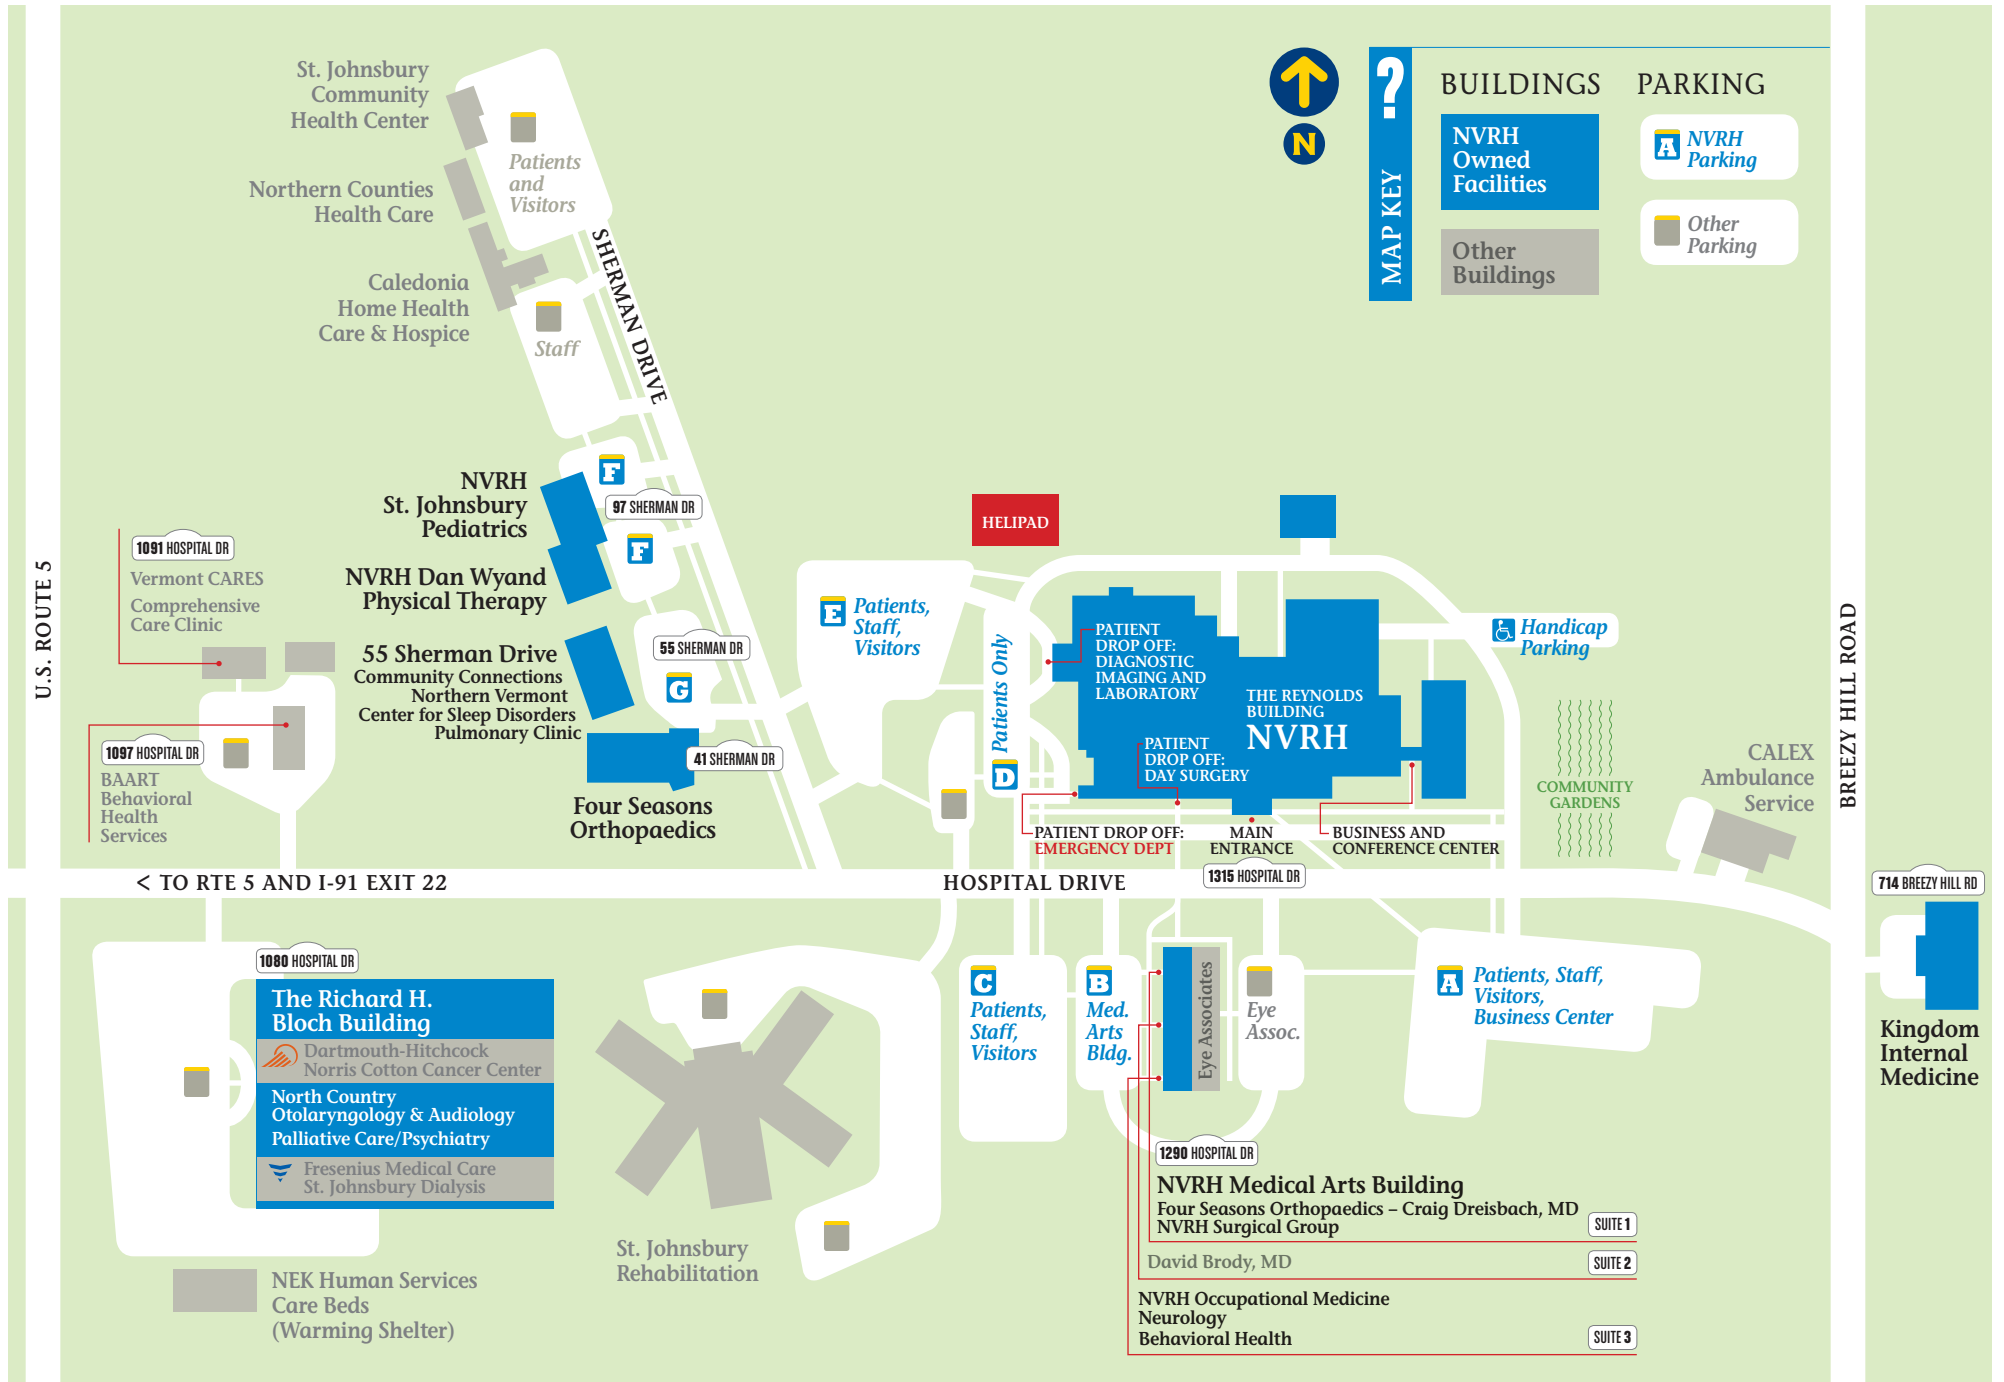 St. Johnsbury
Community
Health Center
Patients
and
Visitors
Northern Counties
Health Care
Caledonia
Home Health
Care & Hospice
Staff
SHERMAN DRIVE
N
MAP KEY ?
BUILDINGS
NVRH
Owned
Facilities
Other
Buildings
PARKING
A NVRH
Parking
Other
Parking
U.S. ROUTE 5
BREEZY HILL ROAD
F
NVRH
St. Johnsbury
Pediatrics
97 SHERMAN DR
F
NVRH Dan Wyand
Physical Therapy
55 Sherman Drive
Community Connections
Northern Vermont
Center for Sleep Disorders
Pulmonary Clinic
55 SHERMAN DR
G
41 SHERMAN DR
Four Seasons
Orthopaedics
1091 HOSPITAL DR
Vermont CARES
Comprehensive
Care Clinic
1097 HOSPITAL DR
BAART
Behavioral
Health
Services
HELIPAD
E Patients,
Staff,
Visitors
Patients Only
D
PATIENT
DROP OFF:
DIAGNOSTIC
IMAGING AND
LABORATORY
THE REYNOLDS
BUILDING
NVRH
PATIENT
DROP OFF:
DAY SURGERY
Handicap
Parking
PATIENT DROP OFF:
EMERGENCY DEPT
MAIN
ENTRANCE
BUSINESS AND
CONFERENCE CENTER
COMMUNITY
GARDENS
CALEX
Ambulance
Service
< TO RTE 5 AND I-91 EXIT 22
HOSPITAL DRIVE
1315 HOSPITAL DR
714 BREEZY HILL RD
Kingdom
Internal
Medicine
1080 HOSPITAL DR
The Richard H.
Bloch Building
Dartmouth-Hitchcock
Norris Cotton Cancer Center
North Country
Otolaryngology & Audiology
Palliative Care/Psychiatry
Fresenius Medical Care
St. Johnsbury Dialysis
NEK Human Services
Care Beds
(Warming Shelter)
St. Johnsbury
Rehabilitation
C
Patients,
Staff,
Visitors
B
Med.
Arts
Bldg.
Eye Associates
Eye
Assoc.
A Patients, Staff,
Visitors,
Business Center
1290 HOSPITAL DR
NVRH Medical Arts Building
Four Seasons Orthopaedics – Craig Dreisbach, MD
NVRH Surgical Group
SUITE 1
David Brody, MD
SUITE 2
NVRH Occupational Medicine
Neurology
Behavioral Health
SUITE 3